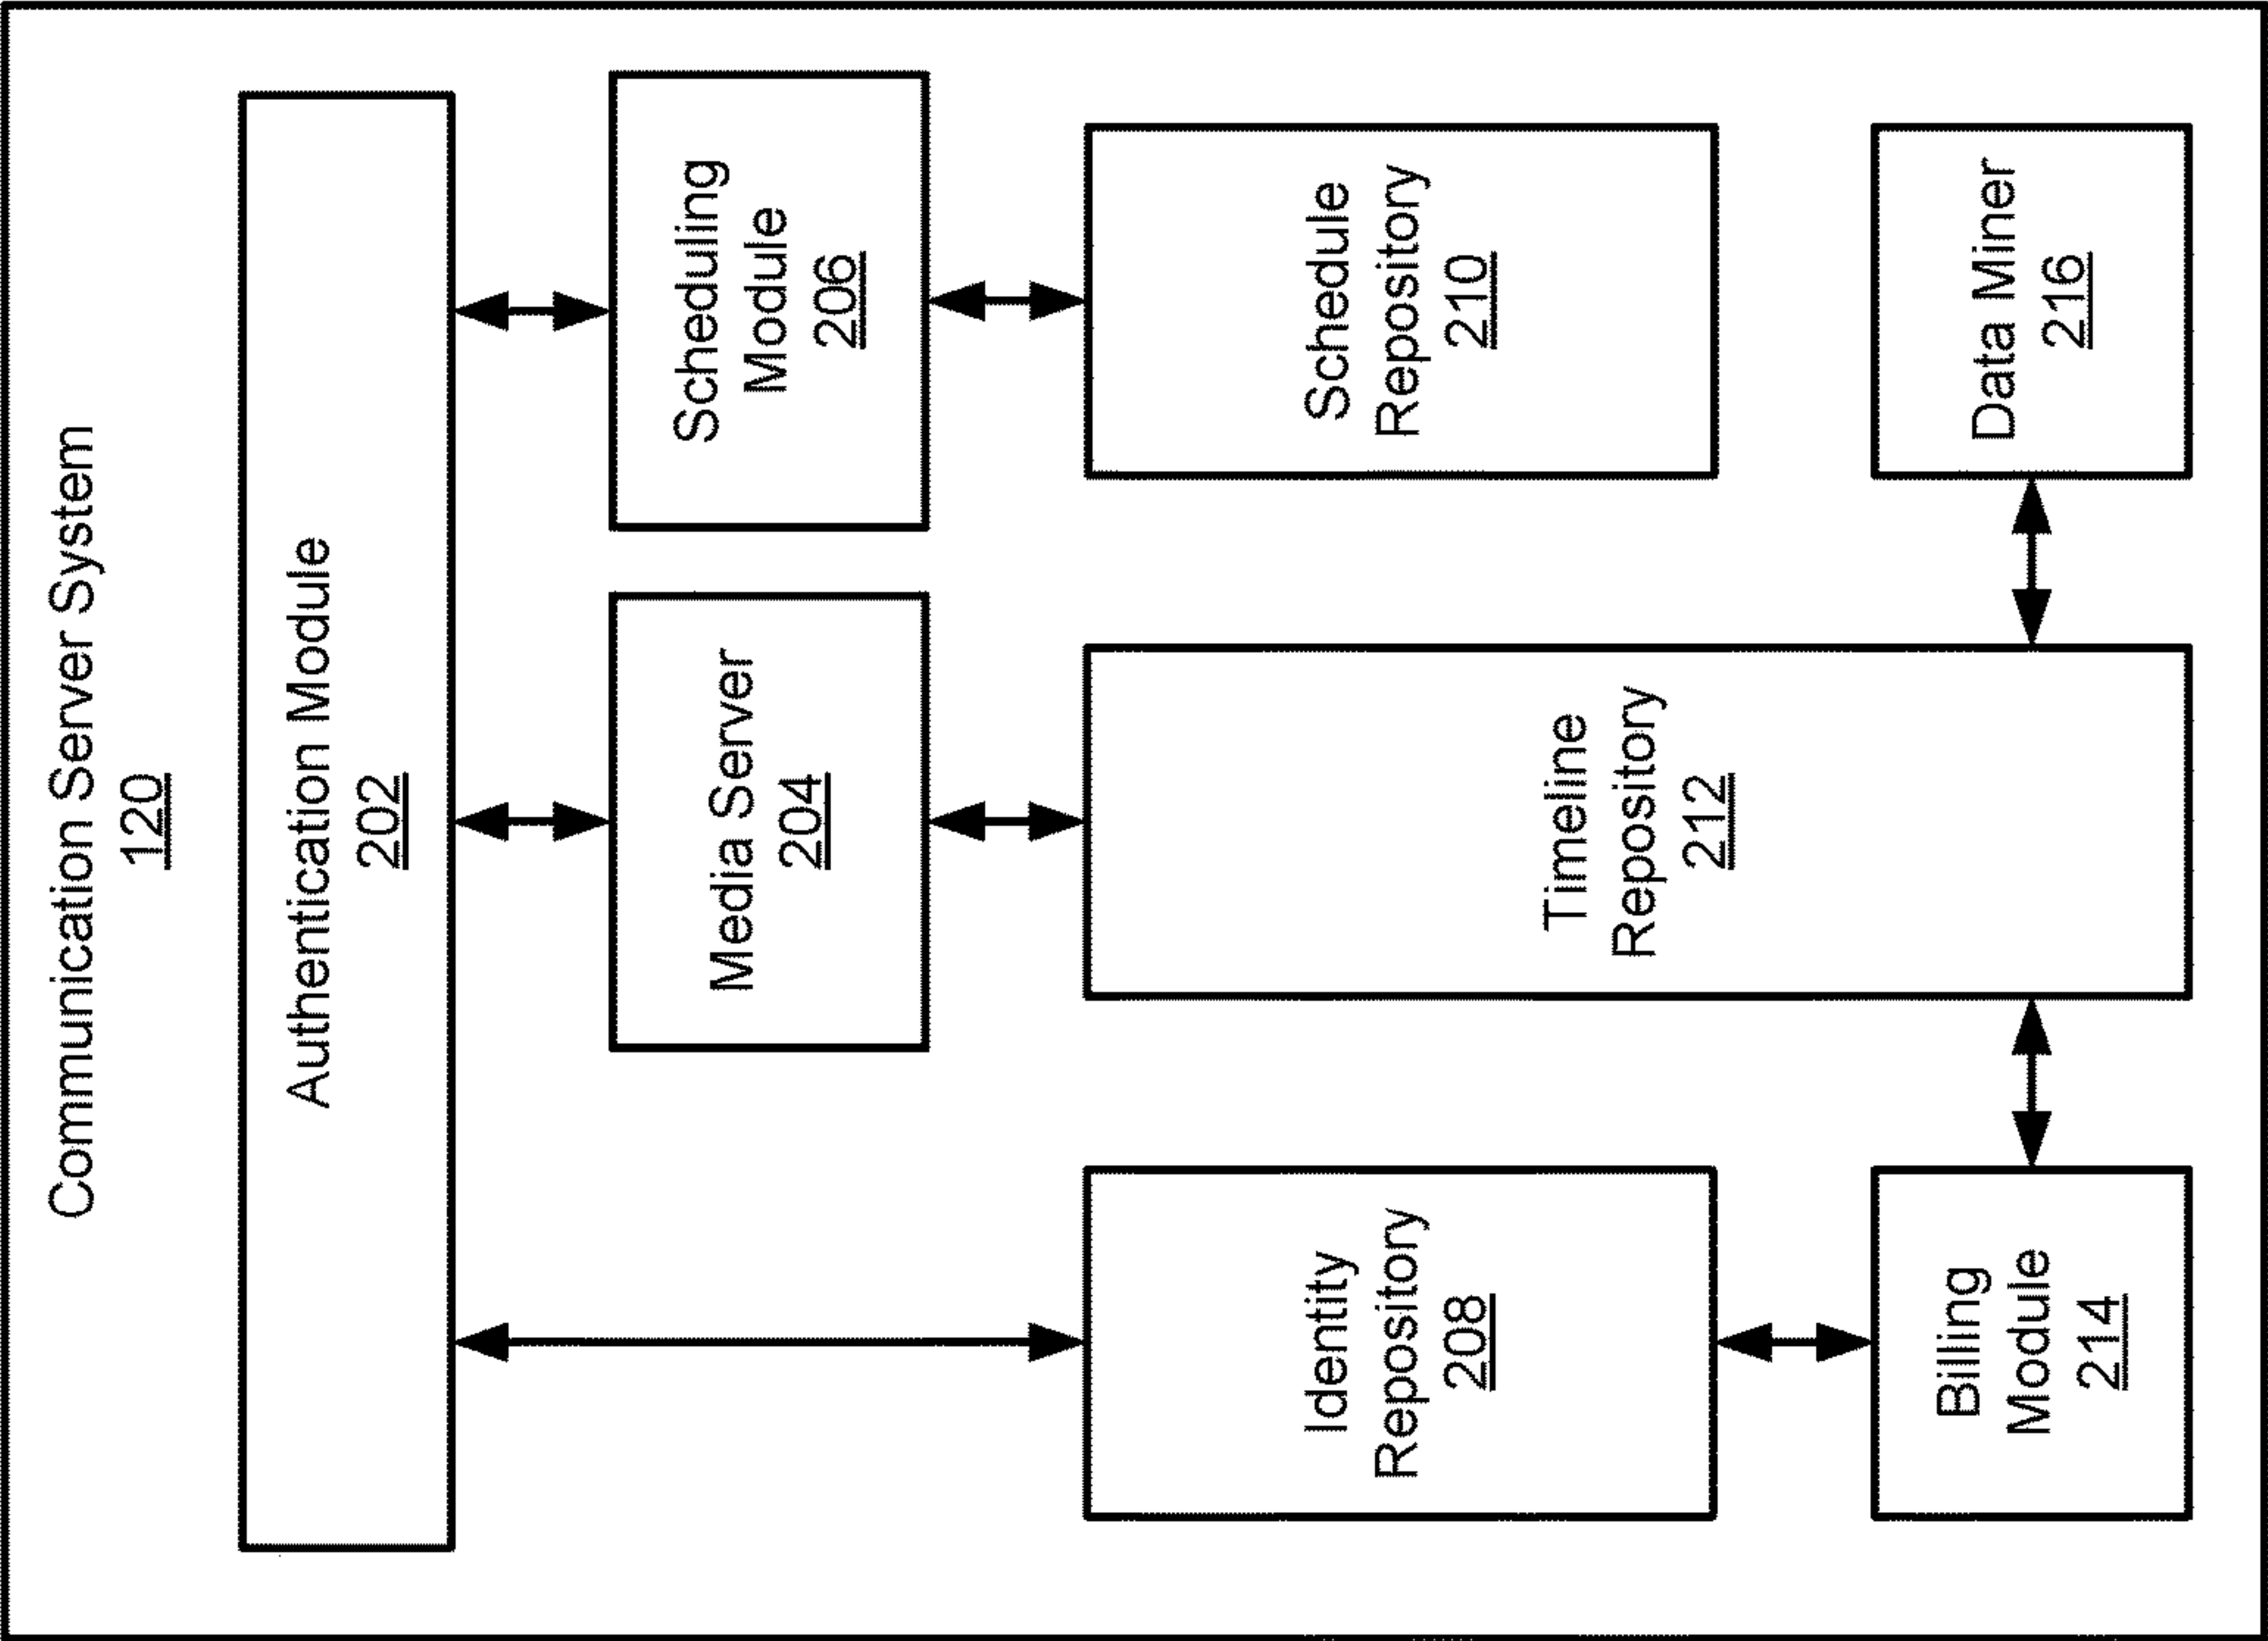 Communication Server System
120
Authentication Module
202
Media Server
204
Scheduling
Module
206
Identity
Repository
208
Timeline
Repository
212
Schedule
Repository
210
Billing
Module
214
Data Miner
216